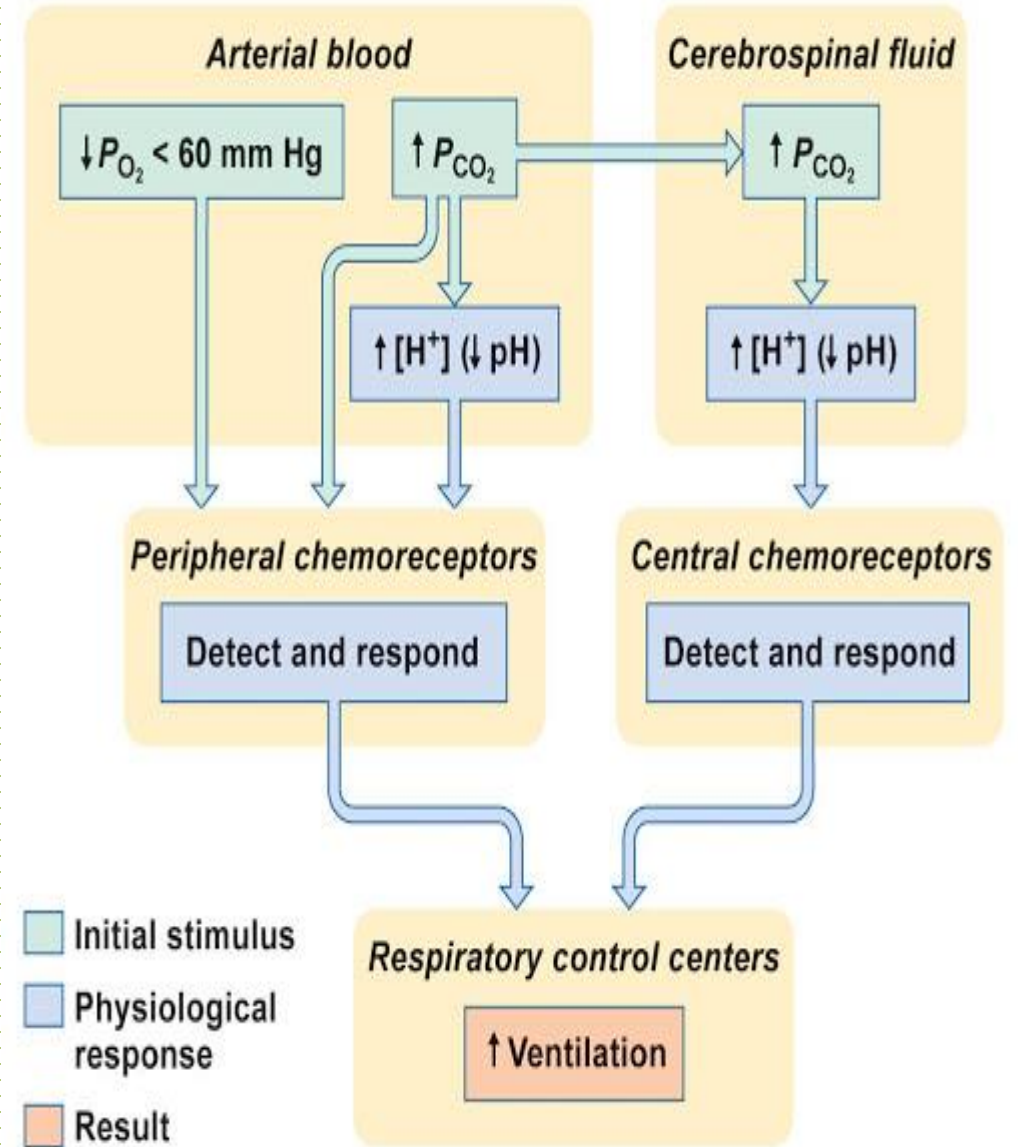 Arterial blood
Cerebrospinal fluid
↓PO₂ < 60 mm Hg
↑ PCO₂
↑ PCO₂
↑ [H⁺] (↓ pH)
↑ [H⁺] (↓ pH)
Peripheral chemoreceptors
Detect and respond
Central chemoreceptors
Detect and respond
Respiratory control centers
↑ Ventilation
Initial stimulus
Physiological
response
Result